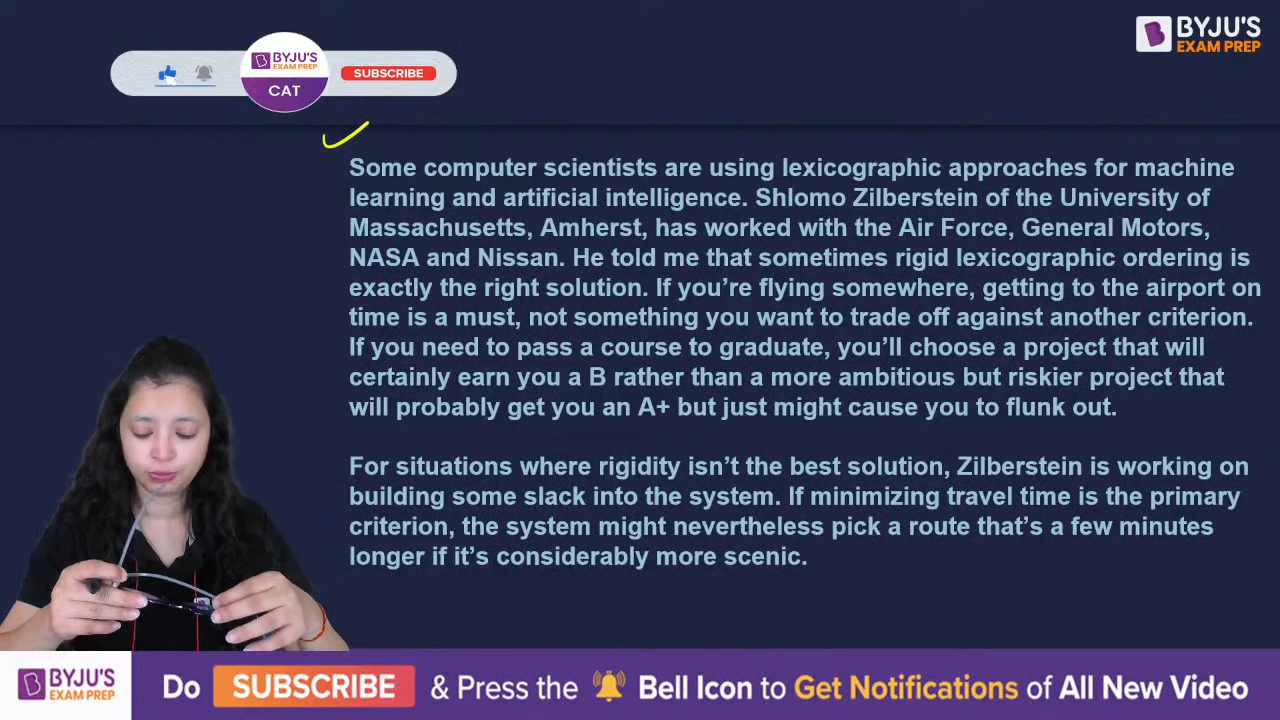 BYJU'S
EXAM PREP
BYJU'S
EXAM PREP
CAT
SUBSCRIBE
Some computer scientists are using lexicographic approaches for machine
learning and artificial intelligence. Shlomo Zilberstein of the University of
Massachusetts, Amherst, has worked with the Air Force, General Motors,
NASA and Nissan. He told me that sometimes rigid lexicographic ordering is
exactly the right solution. If you’re flying somewhere, getting to the airport on
time is a must, not something you want to trade off against another criterion.
If you need to pass a course to graduate, you’ll choose a project that will
certainly earn you a B rather than a more ambitious but riskier project that
will probably get you an A+ but just might cause you to flunk out.
For situations where rigidity isn’t the best solution, Zilberstein is working on
building some slack into the system. If minimizing travel time is the primary
criterion, the system might nevertheless pick a route that’s a few minutes
longer if it’s considerably more scenic.
BYJU'S
EXAM PREP
Do SUBSCRIBE & Press the Bell Icon to Get Notifications of All New Video